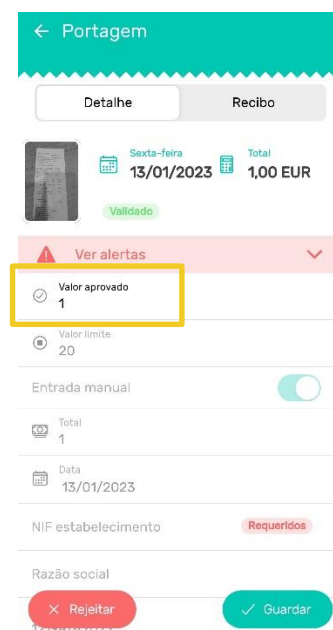 Portagem
Detalhe
Recibo
Sexta-feira
13/01/2023
Total
1,00 EUR
Validado
Ver alertas
Valor aprovado
1
Valor limite
20
Entrada manual
Total
1
Data
13/01/2023
NIF estabelecimento
Requeridos
Razão social
Rejeitar
Guardar